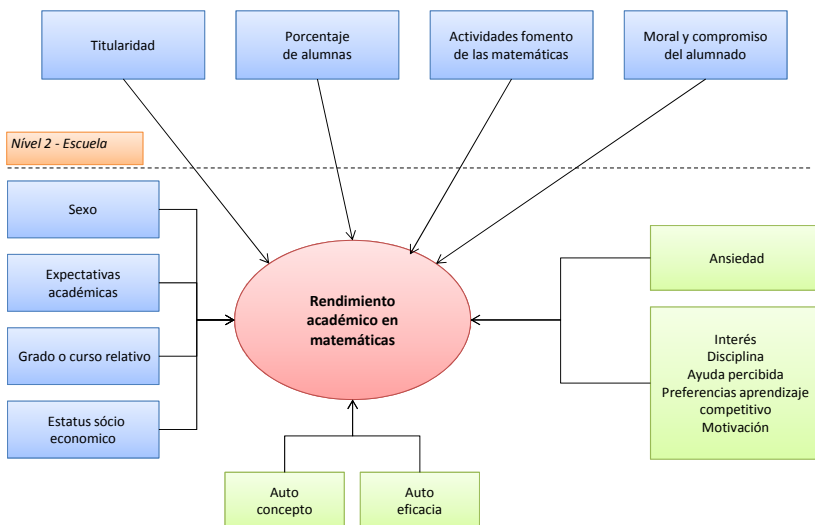 Titularidad
Porcentaje
de alumnas
Actividades fomento
de las matemáticas
Moral y compromiso
del alumnado
Nível 2 - Escuela
Sexo
Expectativas
académicas
Grado o curso relativo
Estatus sócio
economico
Rendimiento
académico en
matemáticas
Ansiedad
Interés
Disciplina
Ayuda percibida
Preferencias aprendizaje
competitivo
Motivación
Auto
concepto
Auto
eficacia